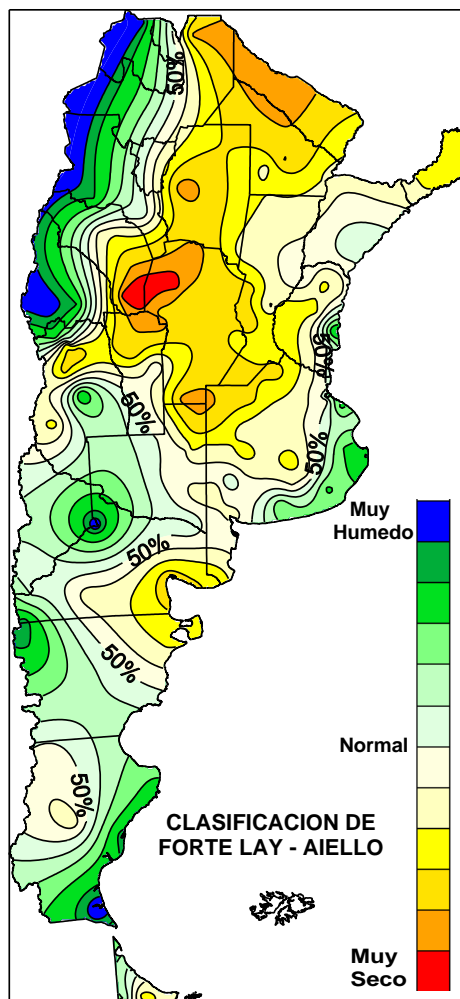 50%
50%
50%
50%
50%
50%
50%
Muy
Humedo
Normal
CLASIFICACION DE
FORTE LAY - AIELLO
Muy
Seco